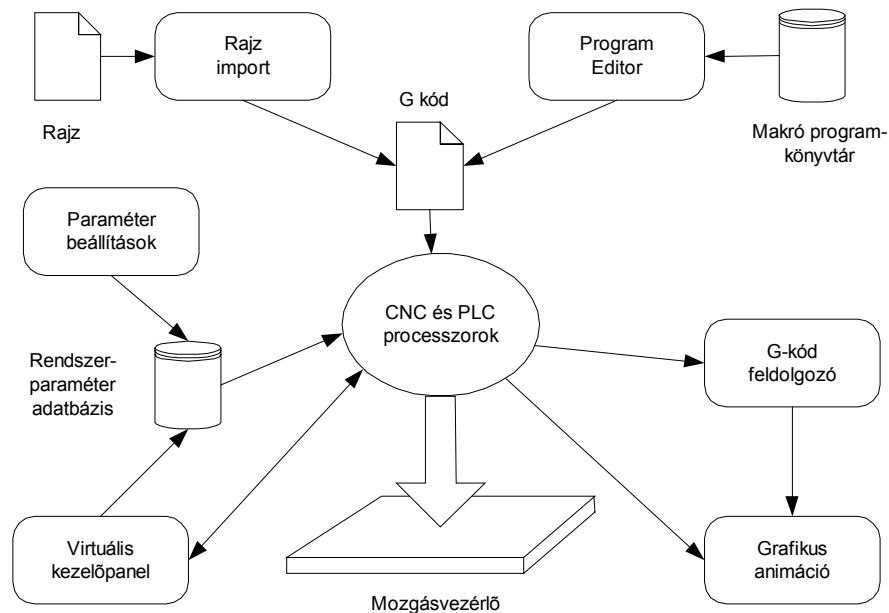 Rajz
import
Program
Editor
G kód
Rajz
Makró program-
könyvtár
Paraméter
beállítások
CNC és PLC
processzorok
Rendszer-
paraméter
adatbázis
G-kód
feldolgozó
Virtuális
kezelõpanel
Grafikus
animáció
Mozgásvezérlõ